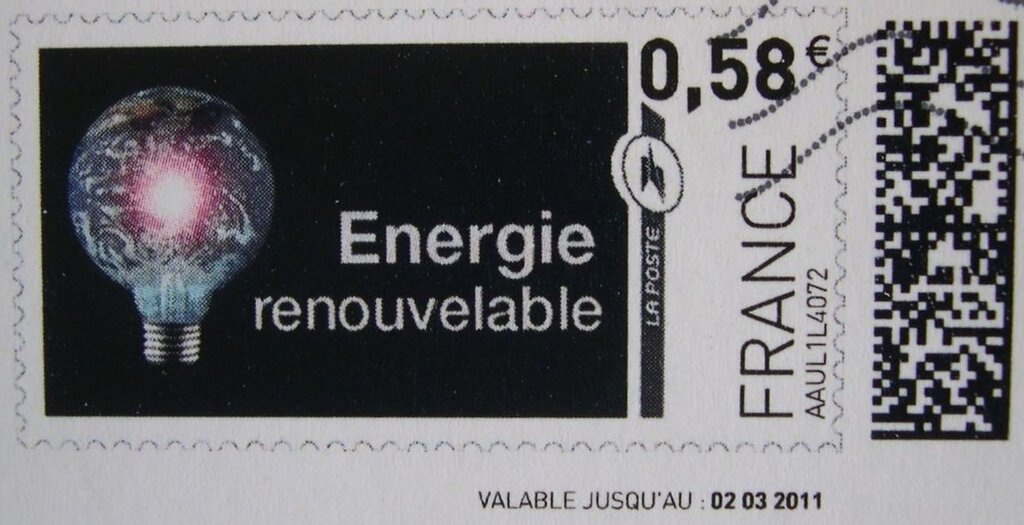 0,58 €
Energie
renouvelable
LA POSTE
FRANCE
AAUL1L4072
VALABLE JUSQU'AU : 02 03 2011